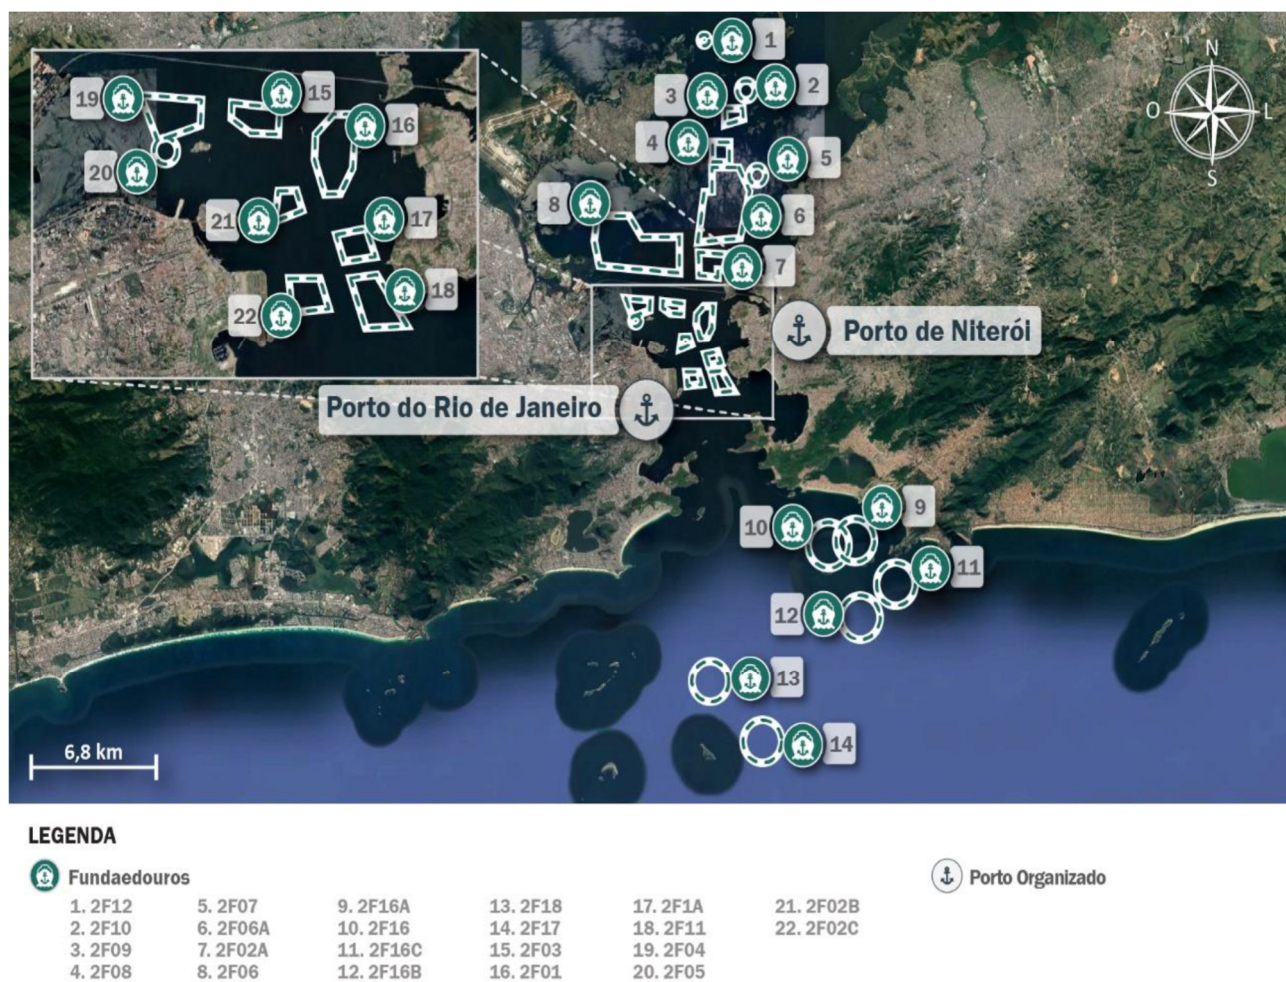 1
2
3
4
5
6
7
8
N
O
L
S
19
15
16
20
21
17
22
18
Porto de Niterói
Porto do Rio de Janeiro
9
10
11
12
13
14
6,8 km
LEGENDA
Fundaedouros
Porto Organizado
1. 2F12
2. 2F10
3. 2F09
4. 2F08
5. 2F07
6. 2F06A
7. 2F02A
8. 2F06
9. 2F16A
10. 2F16
11. 2F16C
12. 2F16B
13. 2F18
14. 2F17
15. 2F03
16. 2F01
17. 2F1A
18. 2F11
19. 2F04
20. 2F05
21. 2F02B
22. 2F02C